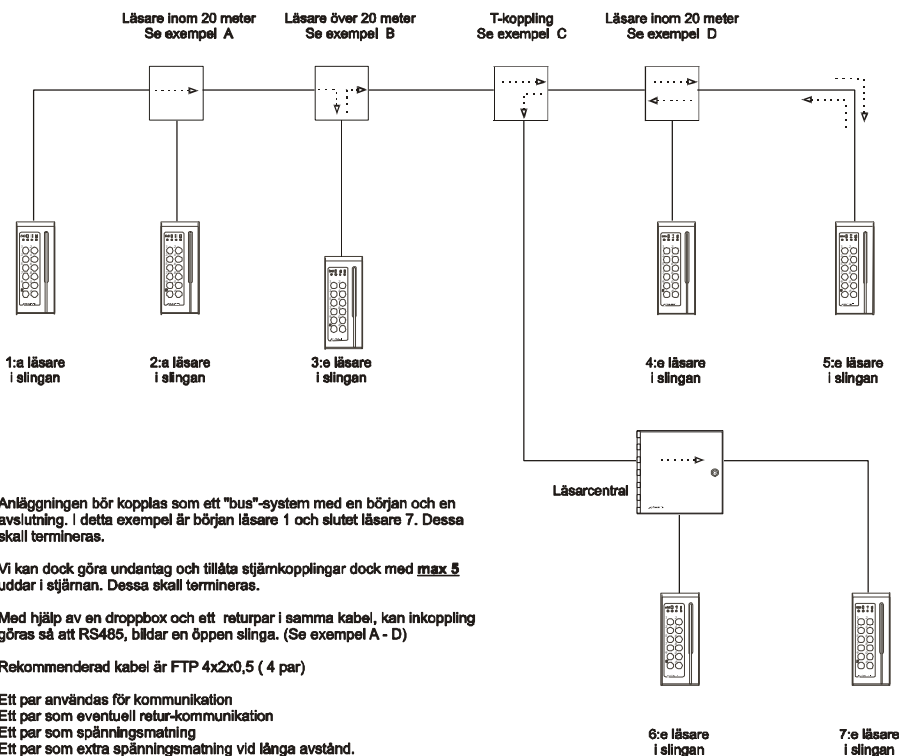 Läsare inom 20 meter
Se exempel A
Läsare över 20 meter
Se exempel B
T-koppling
Se exempel C
Läsare inom 20 meter
Se exempel D
1:a läsare
i slingan
2:a läsare
i slingan
3:e läsare
i slingan
4:e läsare
i slingan
5:e läsare
i slingan
Läsarcentral
Anläggningen bör kopplas som ett "bus"-system med en början och en
avslutning. I detta exempel är början läsare 1 och slutet läsare 7. Dessa
skall termineras.
Vi kan dock göra undantag och tillåta stjärnkopplingar dock med max 5
uddar i stjärnan. Dessa skall termineras.
Med hjälp av en droppbox och ett returpar i samma kabel, kan inkoppling
göras så att RS485, bildar en öppen slinga. (Se exempel A - D)
Rekommenderad kabel är FTP 4x2x0,5 ( 4 par)
Ett par användas för kommunikation
Ett par som eventuell retur-kommunikation
Ett par som spänningsmatning
Ett par som extra spänningsmatning vid långa avstånd.
6:e läsare
i slingan
7:e läsare
i slingan